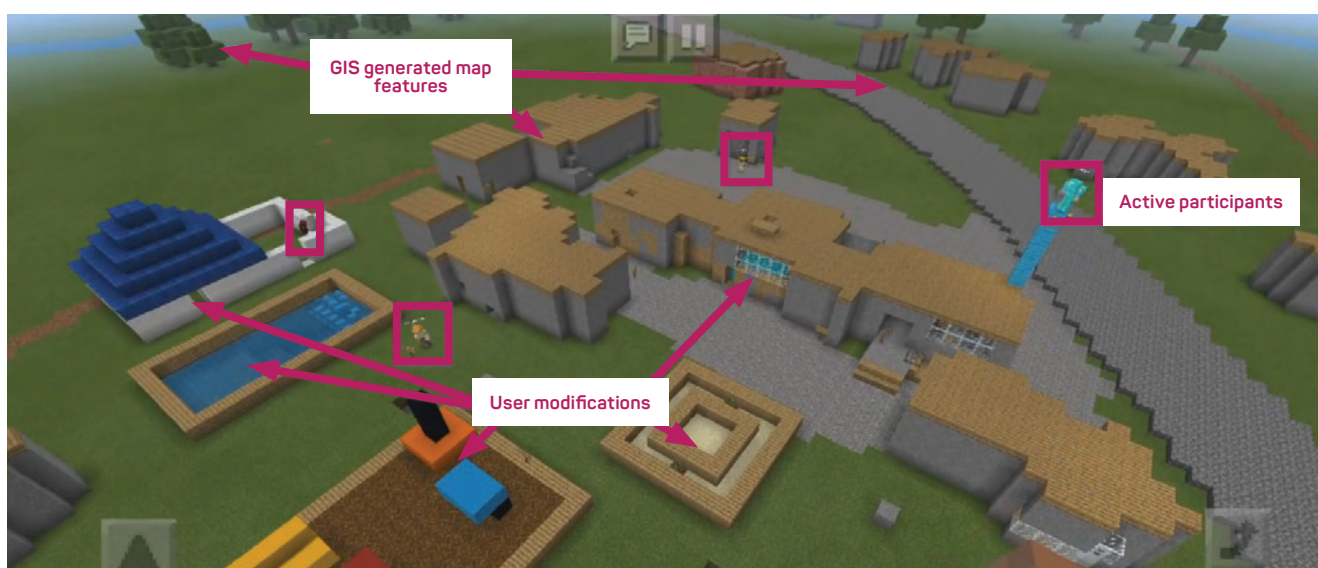 GIS generated map
features
Active participants
User modifications